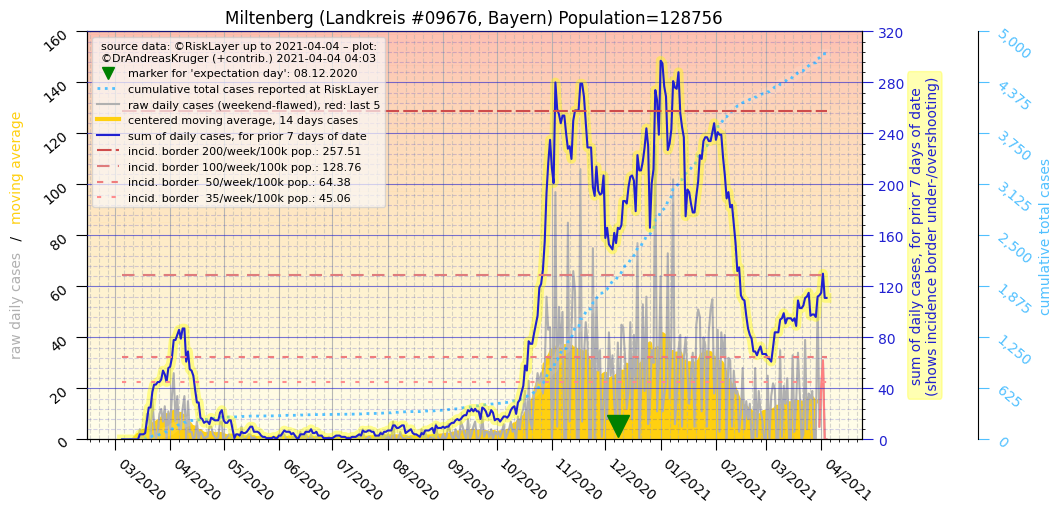 Miltenberg (Landkreis #09676, Bayern) Population=128756
source data: ©RiskLayer up to 2021-04-04 – plot:
©DrAndreasKruger (+contrib.) 2021-04-04 04:03
marker for 'expectation day': 08.12.2020
cumulative total cases reported at RiskLayer
raw daily cases (weekend-flawed), red: last 5
centered moving average, 14 days cases
sum of daily cases, for prior 7 days of date
incid. border 200/week/100k pop.: 257.51
incid. border 100/week/100k pop.: 128.76
incid. border  50/week/100k pop.: 64.38
incid. border  35/week/100k pop.: 45.06
raw daily cases  /  moving average
160
140
120
100
80
60
40
20
0
320
280
240
200
160
120
80
40
0
sum of daily cases, for prior 7 days of date
(shows incidence border under-/overshooting)
5,000
4,375
3,750
3,125
2,500
1,875
1,250
625
0
cumulative total cases
03/2020
04/2020
05/2020
06/2020
07/2020
08/2020
09/2020
10/2020
11/2020
12/2020
01/2021
02/2021
03/2021
04/2021